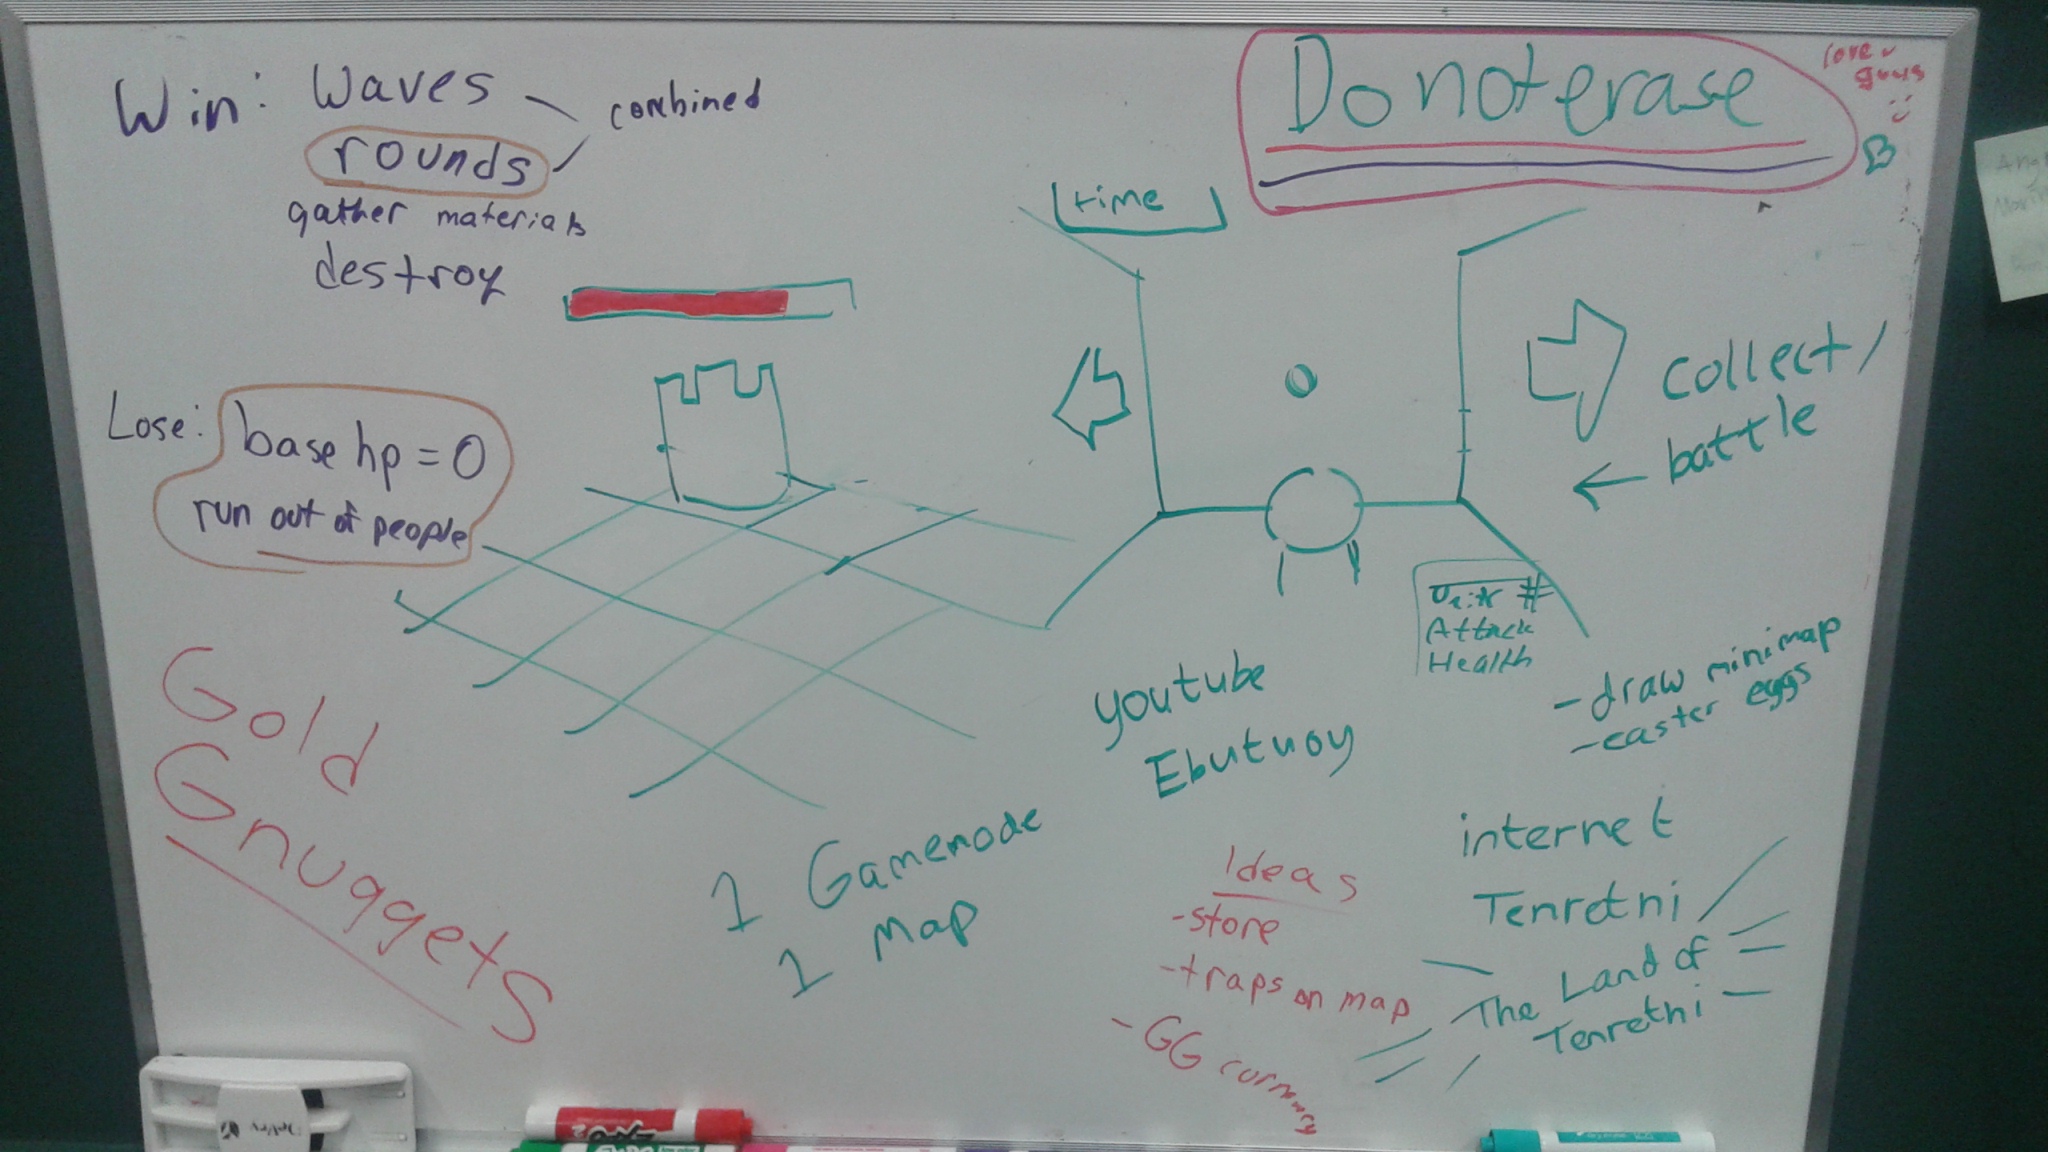 Win: Waves
rounds
combined
gather materials
destroy
Do not erase
love
guys
time
collect/
battle
Lose: base hp = 0
run out of people
Unit #
Attack
Health
- draw minimap
- easter eggs
youtube
Ebutuoy
Gold
Gnuggets
1 Gamemode
1 Map
internet
Tenretni
The Land of
Tenretni
Ideas
- store
- traps on map
- GG currency